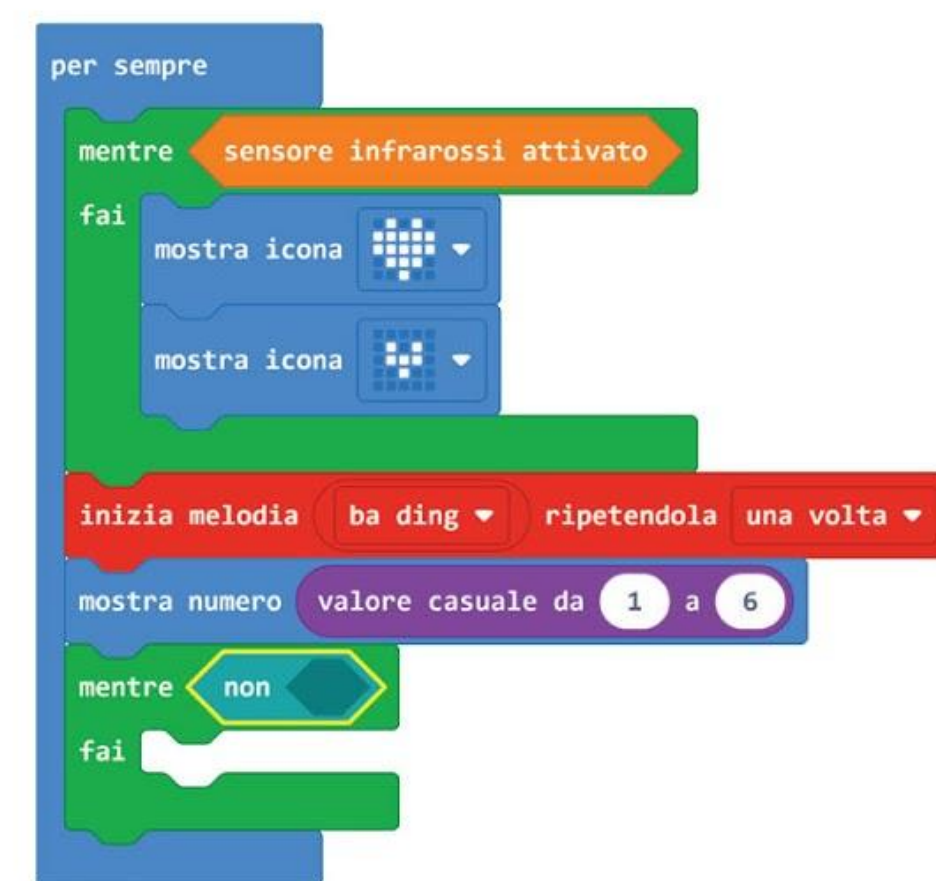 per sempre
mentre sensore infrarossi attivato
fai
mostra icona
mostra icona
inizia melodia ba ding ripetendola una volta
mostra numero valore casuale da 1 a 6
mentre non
fai